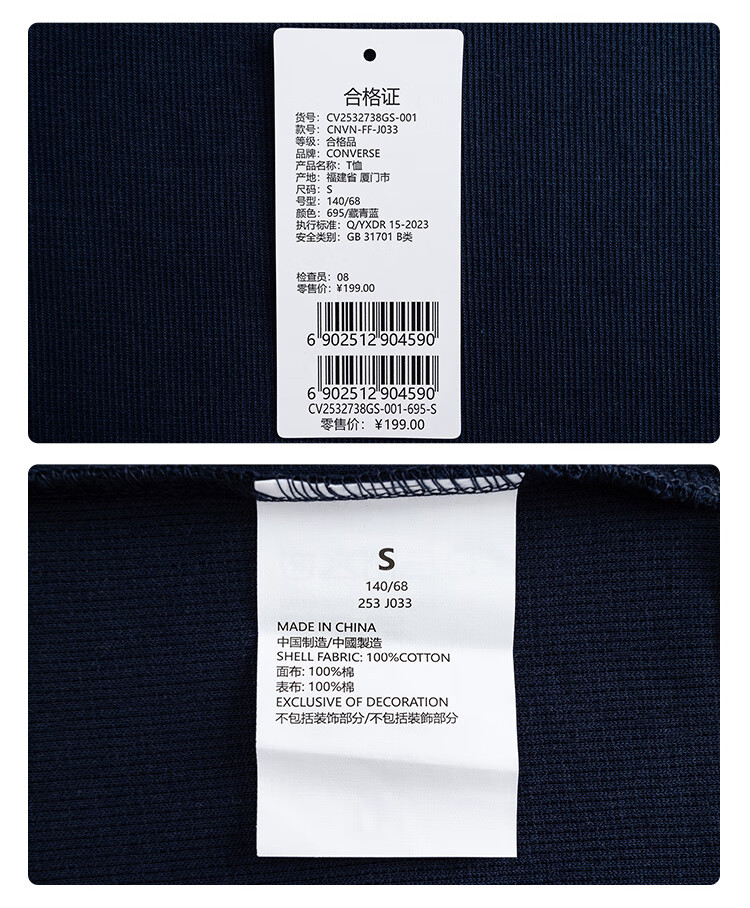 合格证
货号: CV2532738GS-001
款号: CNVN-FF-J033
等级: 合格品
品牌: CONVERSE
产品名称: T恤
产地: 福建省 厦门市
尺码: S
号型: 140/68
颜色: 695/藏青蓝
执行标准: Q/YXDR 15-2023
安全类别: GB 31701 B类
检查员: 08
零售价: ¥199.00
6 902512 904590
6 902512 904590
CV2532738GS-001-695-S
零售价: ¥199.00
S
140/68
253 J033
MADE IN CHINA
中国制造/中國製造
SHELL FABRIC: 100%COTTON
面布: 100%棉
表布: 100%棉
EXCLUSIVE OF DECORATION
不包括装饰部分/不包括裝飾部分